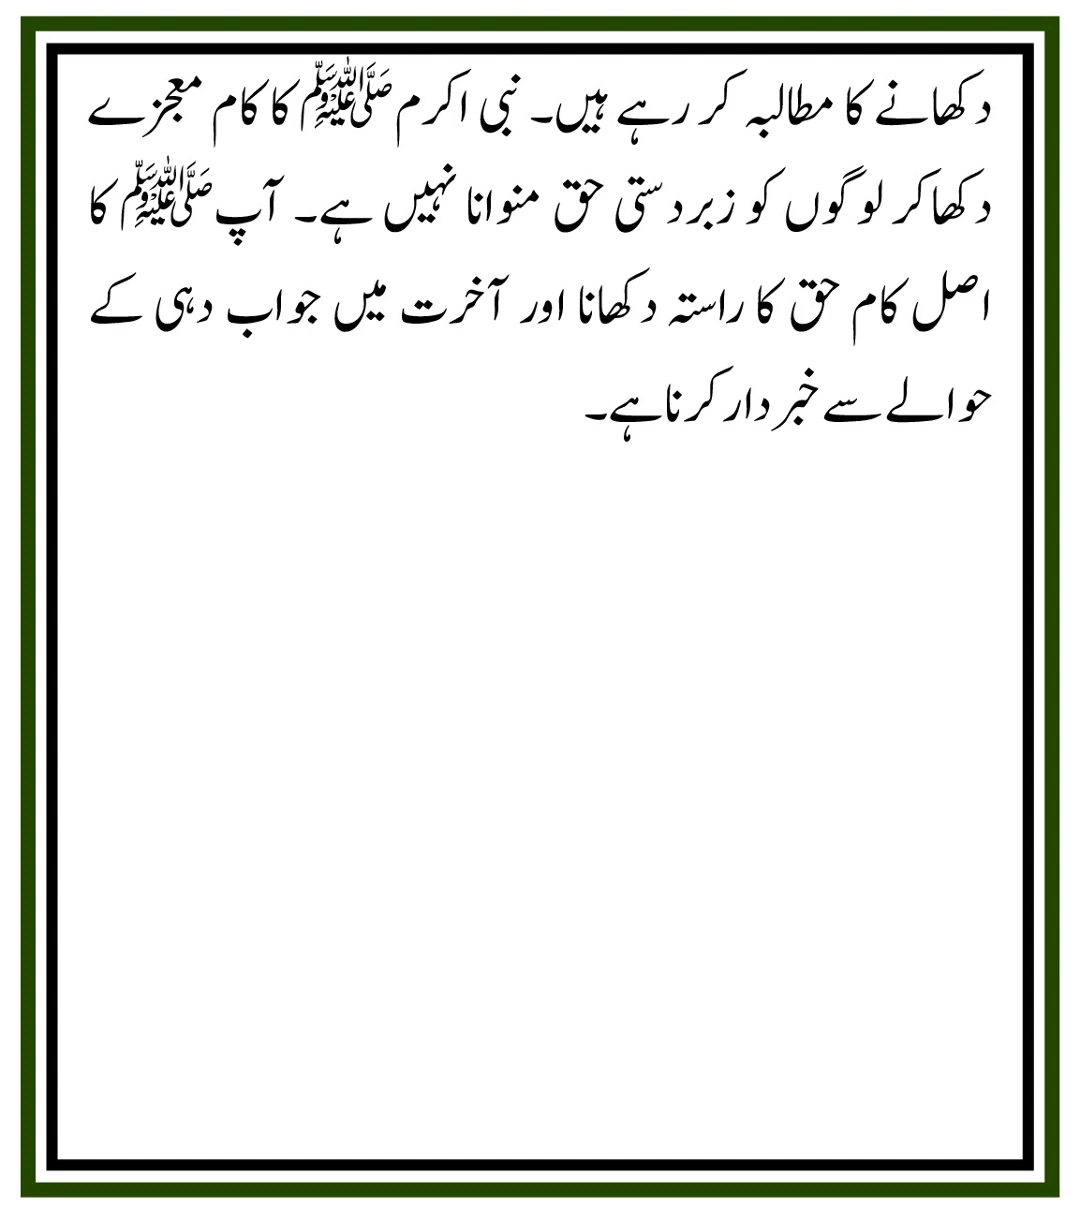 دکھانے کا مطالبہ کر رہے ہیں۔ نبی اکرم ﷺ کا کام معجزے
دکھا کر لوگوں کو زبردستی حق منوانا نہیں ہے۔ آپ ﷺ کا
اصل کام حق کا راستہ دکھانا اور آخرت میں جواب دہی کے
حوالے سے خبردار کرنا ہے۔